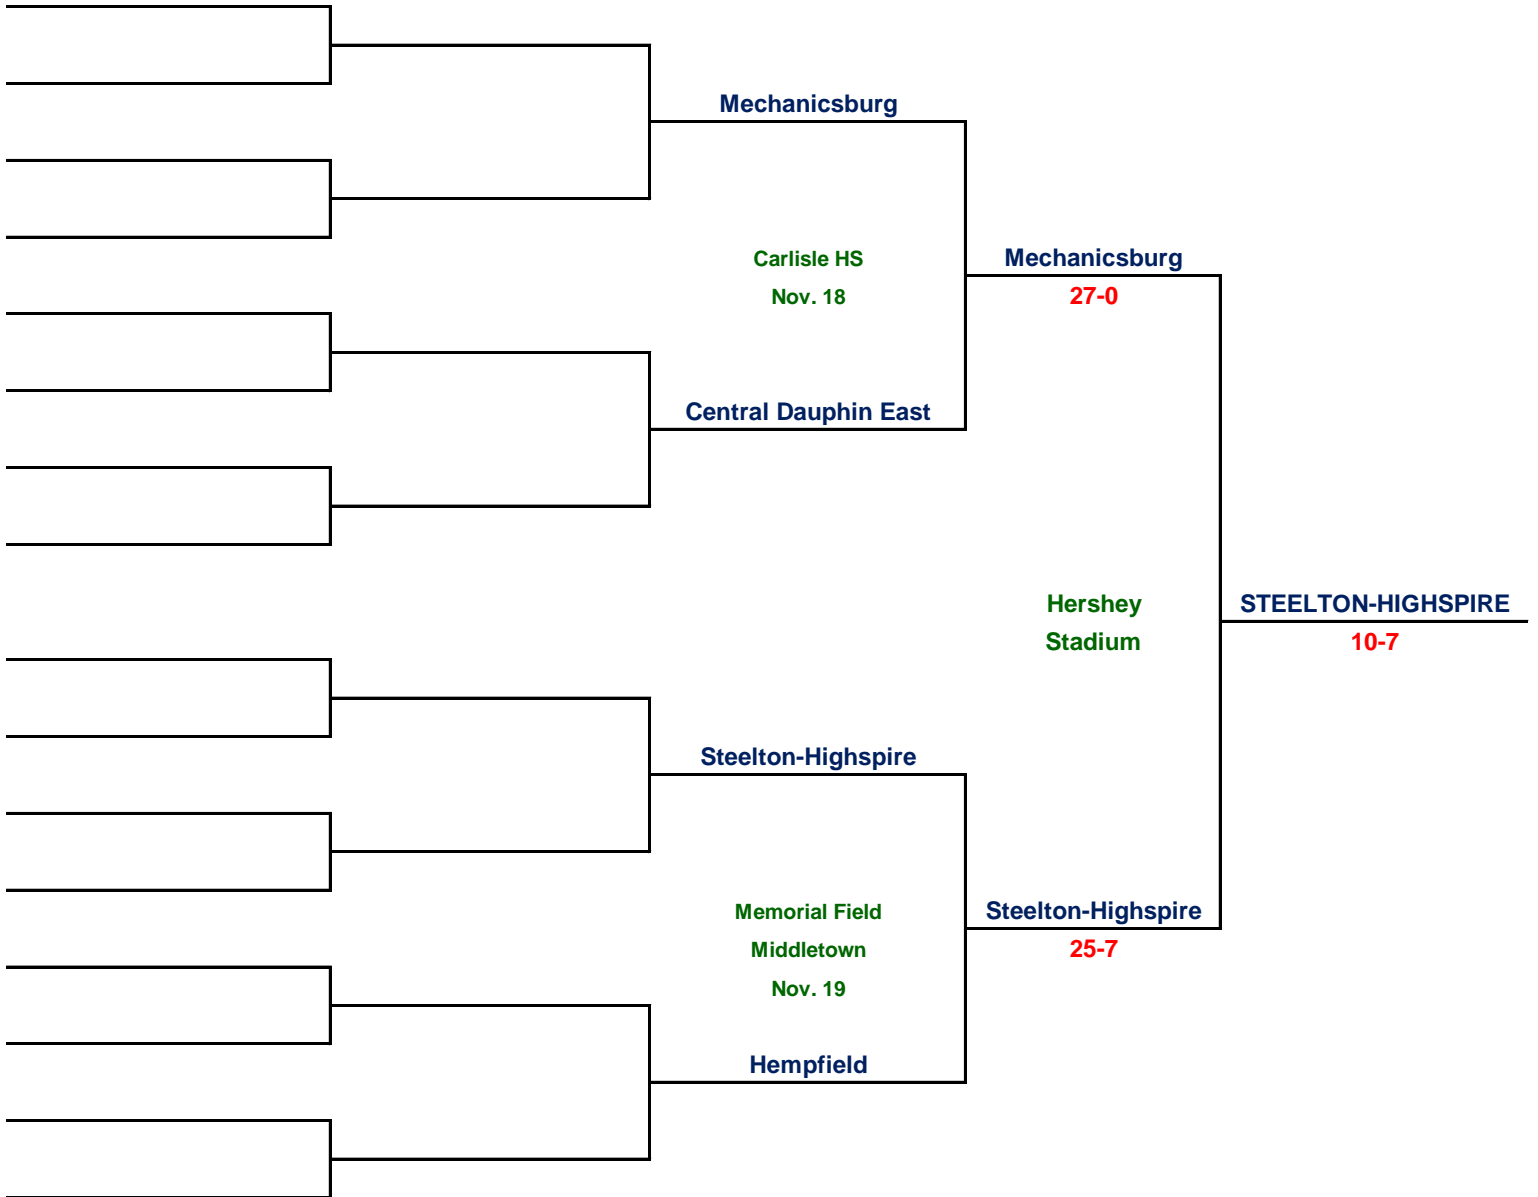 Mechanicsburg
Carlisle HS
Nov. 18
Mechanicsburg
27-0
Central Dauphin East
Hershey
Stadium
STEELTON-HIGHSPIRE
10-7
Steelton-Highspire
Memorial Field
Middletown
Nov. 19
Steelton-Highspire
25-7
Hempfield